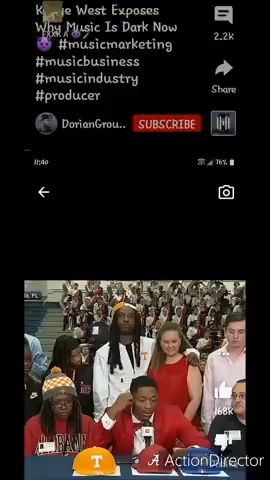 Kanye West Exposes
Why Music Is Dark Now
#musicmarketing
2.2k
#musicbusiness
#musicindustry
Share
#producer
DorianGrou..
SUBSCRIBE
11:40
76%
FL
168K
T
A
ActionDirector